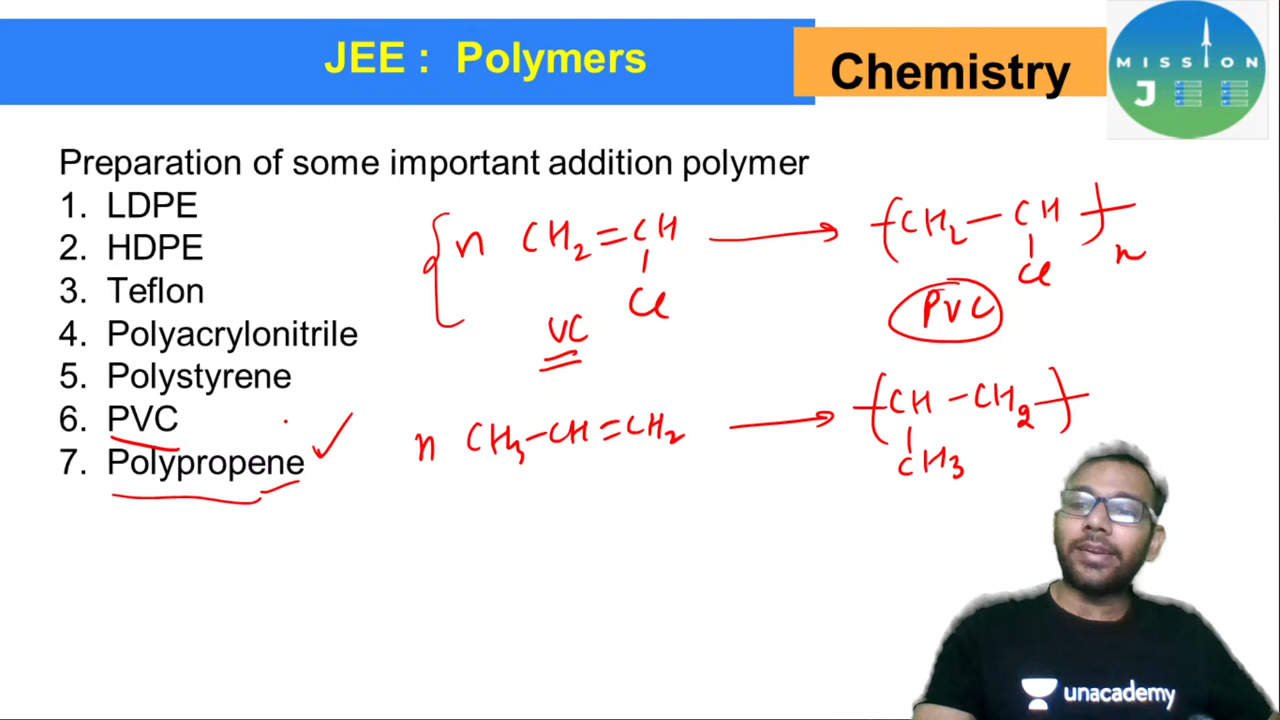 JEE : Polymers
Chemistry
MISSION
JEE
Preparation of some important addition polymer
1. LDPE
2. HDPE
3. Teflon
4. Polyacrylonitrile
5. Polystyrene
6. PVC
7. Polypropene
n CH₂=CH ⟶ (CH₂–CH)n
Cl Cl
VC PVC
n CH₃–CH=CH₂ ⟶ (CH–CH₂)
CH₃
unacademy